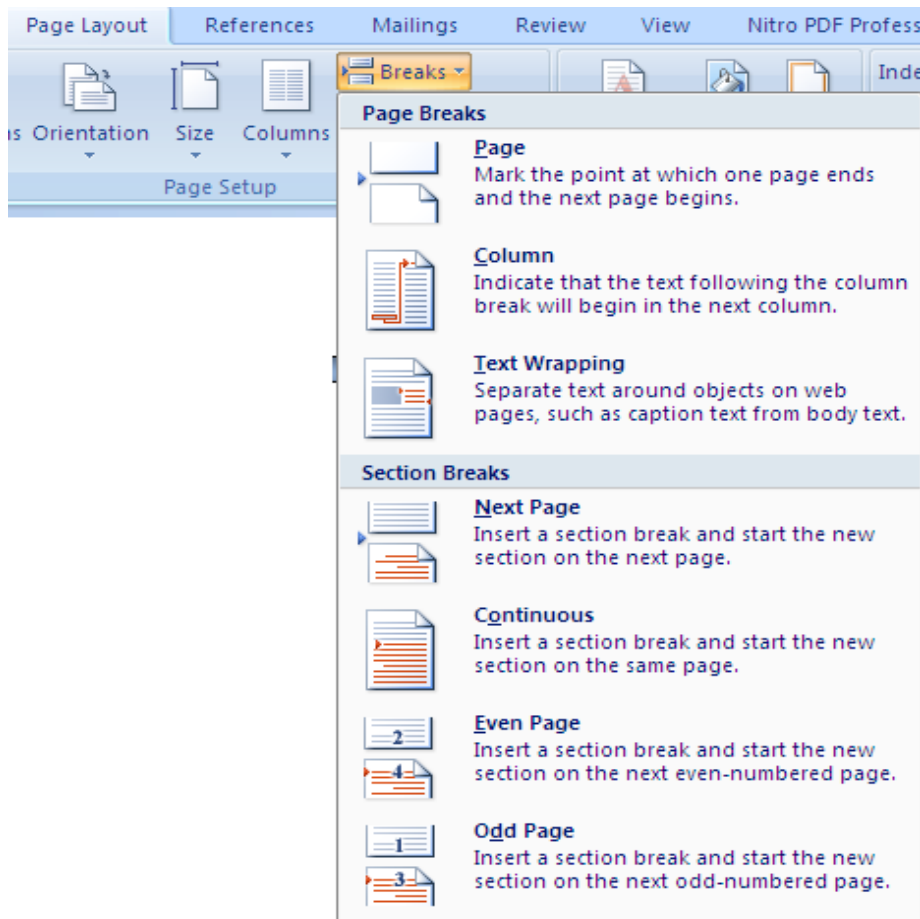 Page Layout References Mailings Review View Nitro PDF Profess
Breaks
Inde
ns Orientation Size Columns
Page Setup
Page Breaks
Page
Mark the point at which one page ends
and the next page begins.
Column
Indicate that the text following the column
break will begin in the next column.
Text Wrapping
Separate text around objects on web
pages, such as caption text from body text.
Section Breaks
Next Page
Insert a section break and start the new
section on the next page.
Continuous
Insert a section break and start the new
section on the same page.
2
4
Even Page
Insert a section break and start the new
section on the next even-numbered page.
1
3
Odd Page
Insert a section break and start the new
section on the next odd-numbered page.